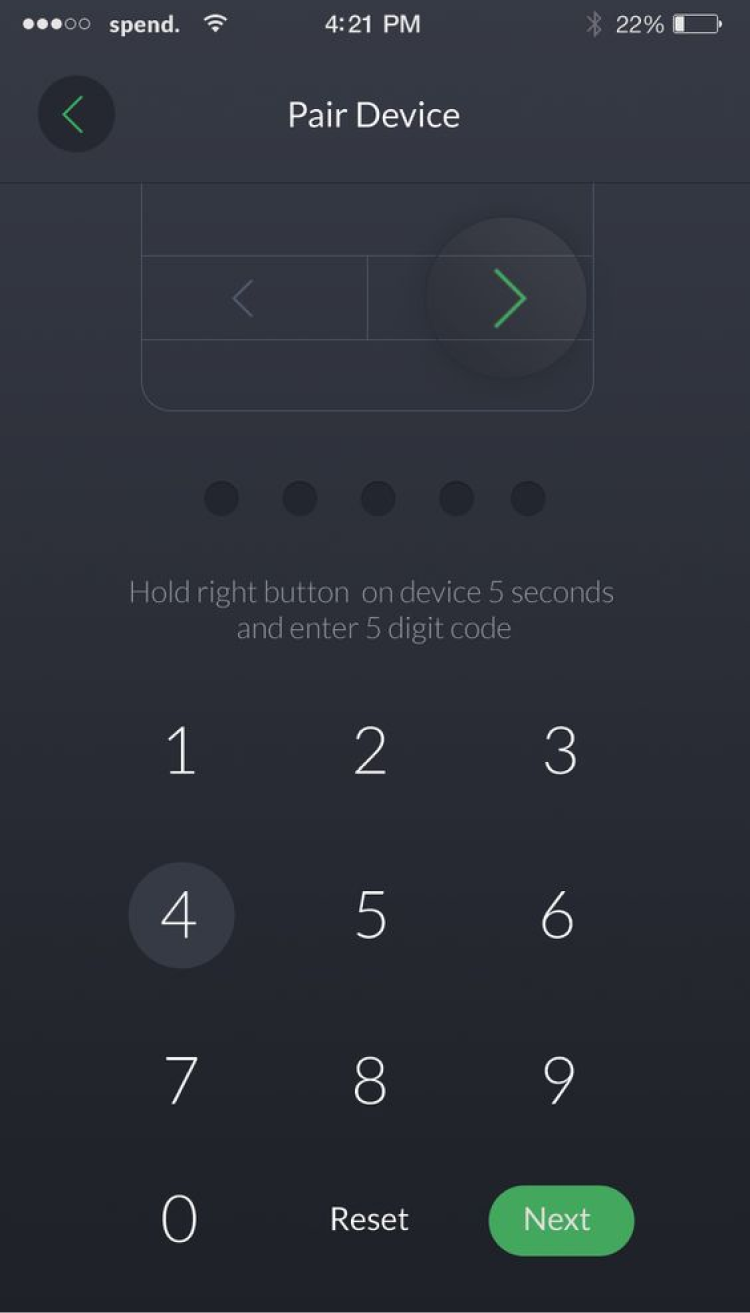 spend. 4:21 PM 22%
Pair Device
Hold right button on device 5 seconds
and enter 5 digit code
1 2 3
4 5 6
7 8 9
0 Reset Next